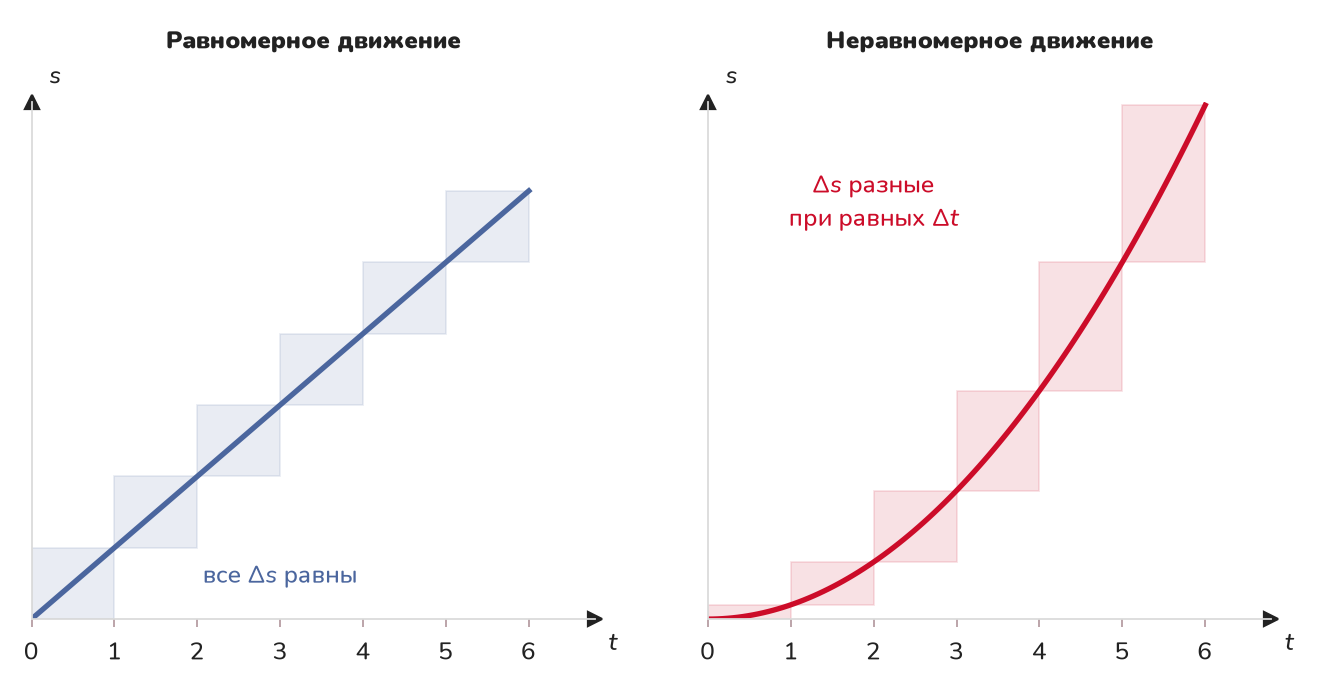 Равномерное движение
s
все Δs равны
0 1 2 3 4 5 6
t
Неравномерное движение
s
Δs разные
при равных Δt
0 1 2 3 4 5 6
t